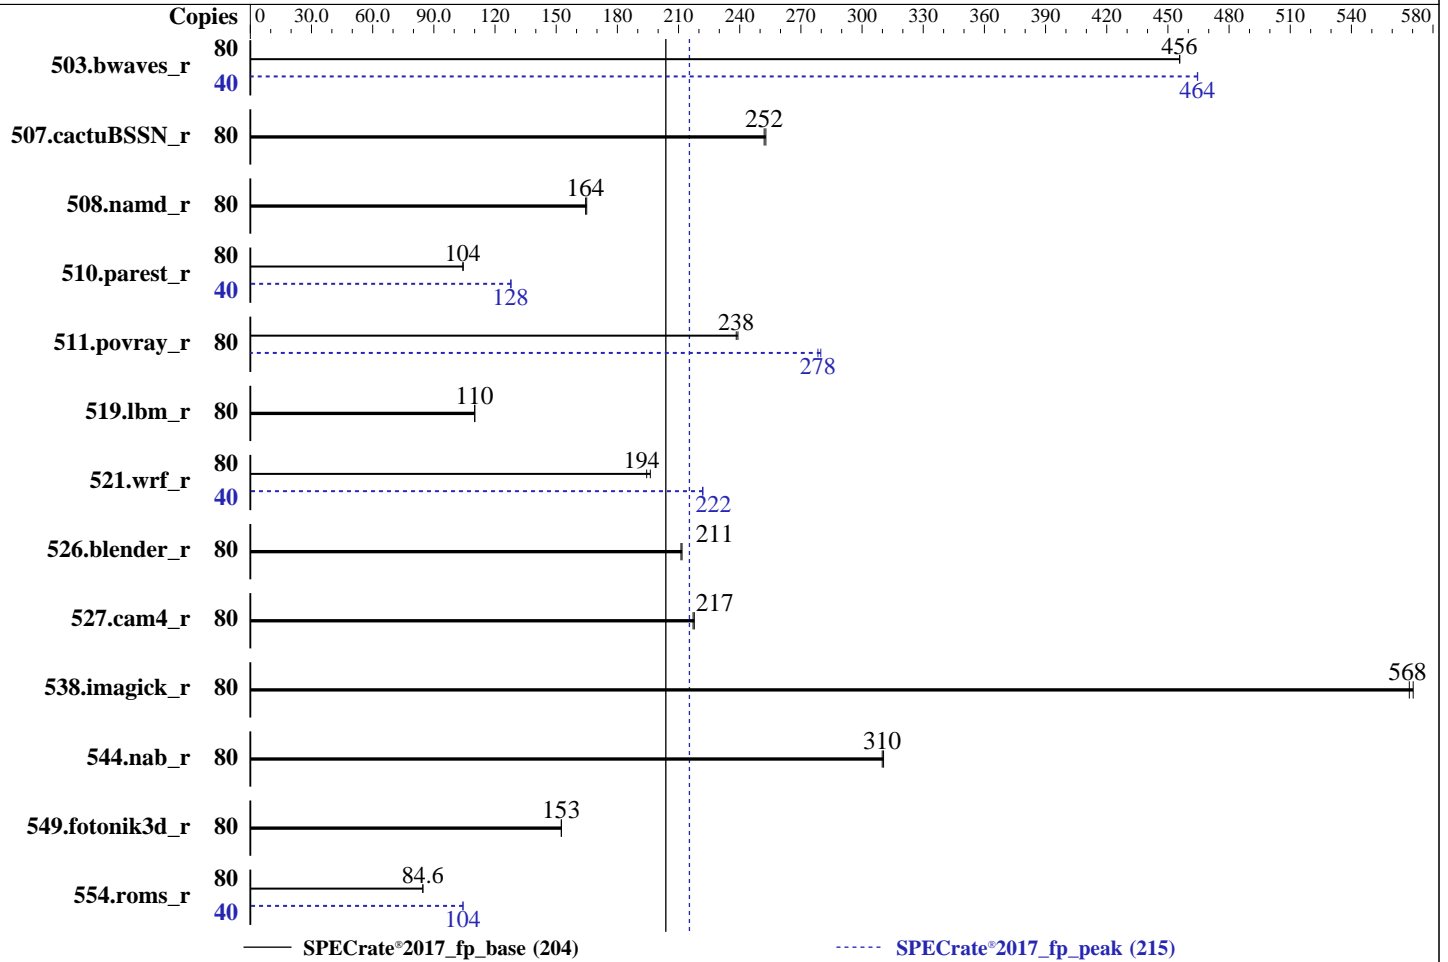 Copies 0 30.0 60.0 90.0 120 150 180 210 240 270 300 330 360 390 420 450 480 510 540 580
503.bwaves_r 80 456
40 464
507.cactuBSSN_r 80 252
508.namd_r 80 164
510.parest_r 80 104
40 128
511.povray_r 80 238
278
519.lbm_r 80 110
521.wrf_r 80 194
40 222
526.blender_r 80 211
527.cam4_r 80 217
538.imagick_r 80 568
544.nab_r 80 310
549.fotonik3d_r 80 153
554.roms_r 80 84.6
40 104
SPECrate®2017_fp_base (204) SPECrate®2017_fp_peak (215)